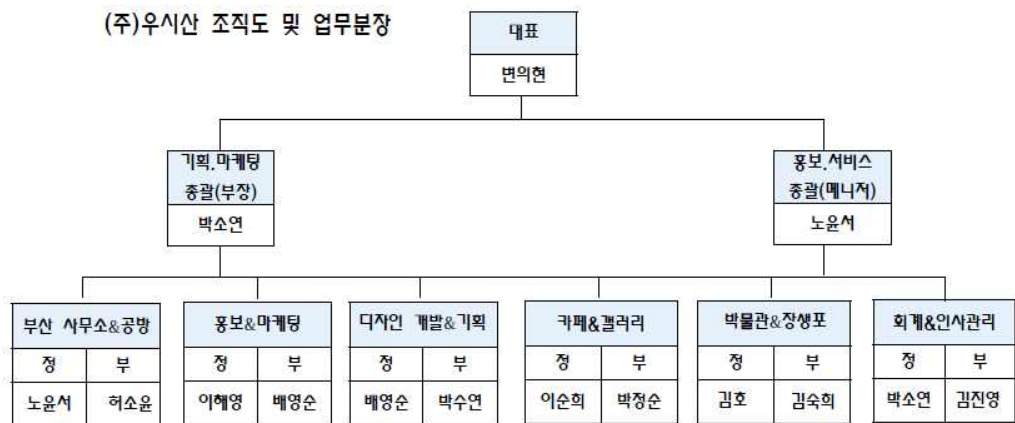 (주)우시산 조직도 및 업무분장
대표
변의현
기획.마케팅
총괄(부장)
박소연
홍보.서비스
총괄(메니저)
노윤서
부산 사무소&공방
정 부
노윤서 허소윤
홍보&마케팅
정 부
이해영 배영순
디자인 개발&기획
정 부
배영순 박수연
카페&갤러리
정 부
이순희 박정순
박물관&장생포
정 부
김호 김숙희
회계&인사관리
정 부
박소연 김진영